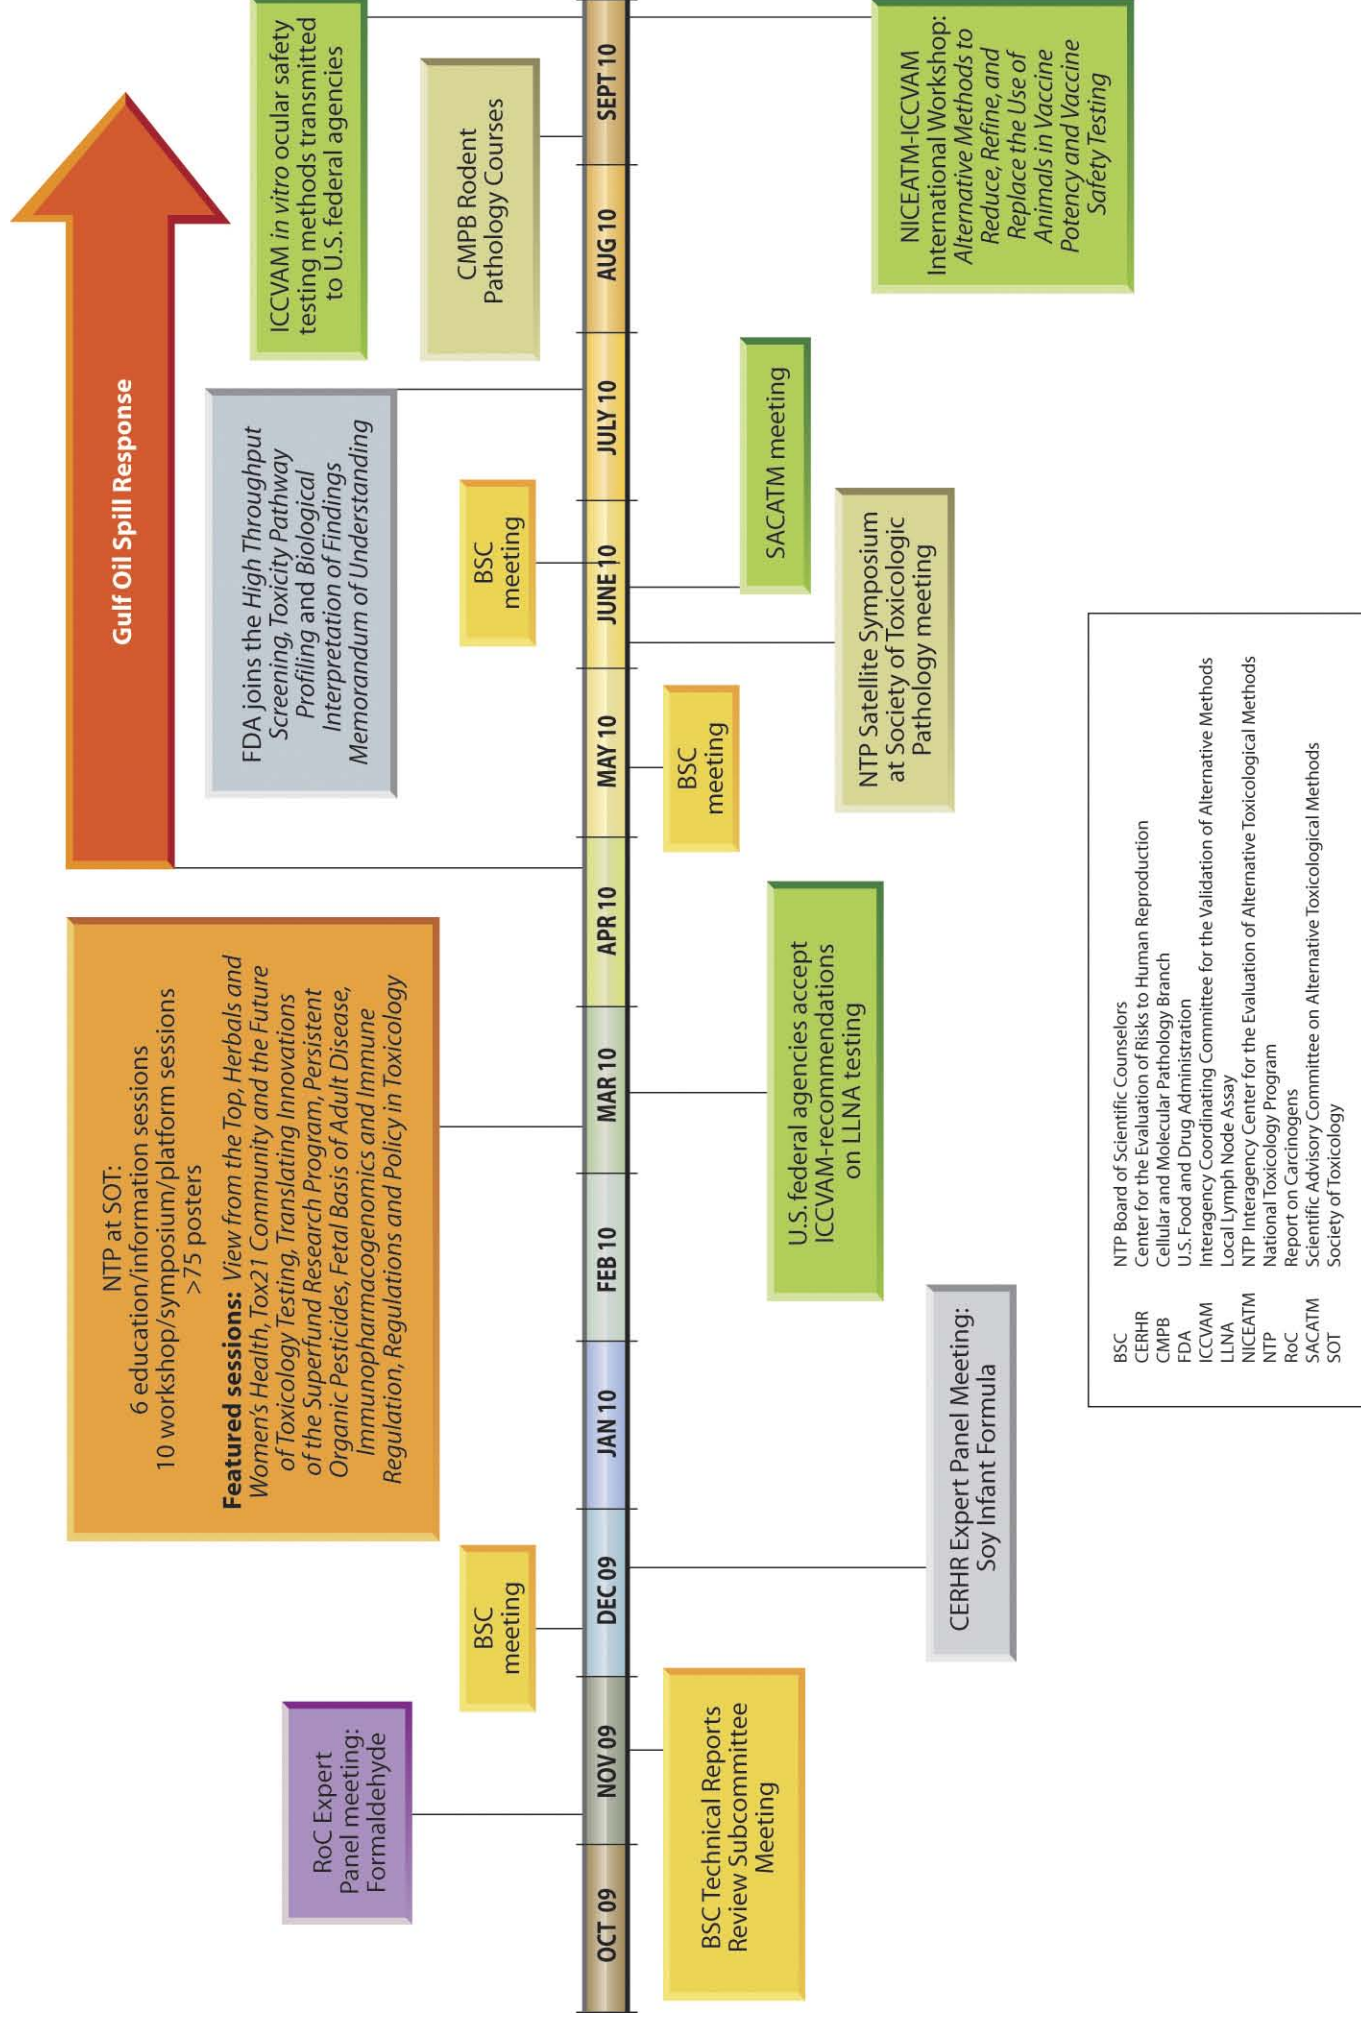 Gulf Oil Spill Response
NTP at SOT:
6 education/information sessions
10 workshop/symposium/platform sessions
>75 posters
Featured sessions: View from the Top, Herbals and
Women's Health, Tox21 Community and the Future
of Toxicology Testing, Translating Innovations
of the Superfund Research Program, Persistent
Organic Pesticides, Fetal Basis of Adult Disease,
Immunopharmacogenomics and Immune
Regulation, Regulations and Policy in Toxicology
FDA joins the High Throughput
Screening, Toxicity Pathway
Profiling and Biological
Interpretation of Findings
Memorandum of Understanding
ICCVAM in vitro ocular safety
testing methods transmitted
to U.S. federal agencies
RoC Expert
Panel meeting:
Formaldehyde
BSC
meeting
BSC
meeting
CMPB Rodent
Pathology Courses
OCT 09
NOV 09
DEC 09
JAN 10
FEB 10
MAR 10
APR 10
MAY 10
JUNE 10
JULY 10
AUG 10
SEPT 10
BSC Technical Reports
Review Subcommittee
Meeting
CERHR Expert Panel Meeting:
Soy Infant Formula
U.S. federal agencies accept
ICCVAM-recommendations
on LLNA testing
BSC
meeting
NTP Satellite Symposium
at Society of Toxicologic
Pathology meeting
SACATM meeting
NICEATM-ICCVAM
International Workshop:
Alternative Methods to
Reduce, Refine, and
Replace the Use of
Animals in Vaccine
Potency and Vaccine
Safety Testing
BSC NTP Board of Scientific Counselors
CERHR Center for the Evaluation of Risks to Human Reproduction
CMPB Cellular and Molecular Pathology Branch
FDA U.S. Food and Drug Administration
ICCVAM Interagency Coordinating Committee for the Validation of Alternative Methods
LLNA Local Lymph Node Assay
NICEATM NTP Interagency Center for the Evaluation of Alternative Toxicological Methods
NTP National Toxicology Program
RoC Report on Carcinogens
SACATM Scientific Advisory Committee on Alternative Toxicological Methods
SOT Society of Toxicology